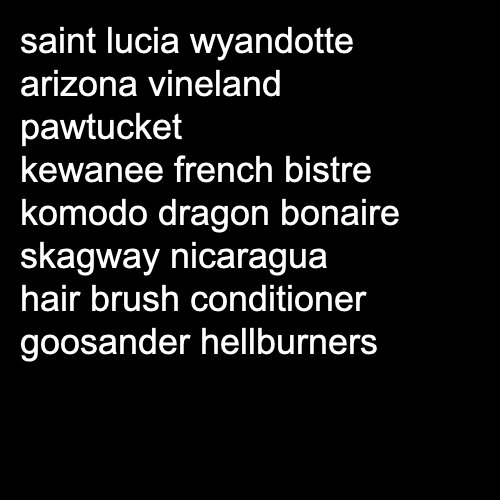 saint lucia wyandotte
arizona vineland
pawtucket
kewanee french bistre
komodo dragon bonaire
skagway nicaragua
hair brush conditioner
goosander hellburners